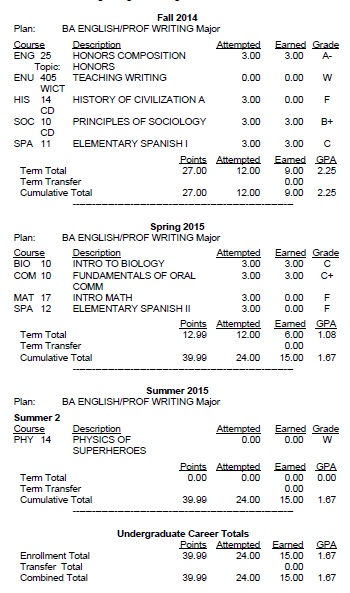 Fall 2014
Plan: BA ENGLISH/PROF WRITING Major
Course Description Attempted Earned Grade
ENG 25 HONORS COMPOSITION 3.00 3.00 A-
Topic: HONORS
ENU 405 TEACHING WRITING 0.00 0.00 W
WICT
HIS 14 HISTORY OF CIVILIZATION A 3.00 0.00 F
CD
SOC 10 PRINCIPLES OF SOCIOLOGY 3.00 3.00 B+
CD
SPA 11 ELEMENTARY SPANISH I 3.00 3.00 C
Points Attempted Earned GPA
Term Total 27.00 12.00 9.00 2.25
Term Transfer 0.00
Cumulative Total 27.00 12.00 9.00 2.25
Spring 2015
Plan: BA ENGLISH/PROF WRITING Major
Course Description Attempted Earned Grade
BIO 10 INTRO TO BIOLOGY 3.00 3.00 C
COM 10 FUNDAMENTALS OF ORAL 3.00 3.00 C+
COMM
MAT 17 INTRO MATH 3.00 0.00 F
SPA 12 ELEMENTARY SPANISH II 3.00 0.00 F
Points Attempted Earned GPA
Term Total 12.99 12.00 6.00 1.08
Term Transfer 0.00
Cumulative Total 39.99 24.00 15.00 1.67
Summer 2015
Plan: BA ENGLISH/PROF WRITING Major
Summer 2
Course Description Attempted Earned Grade
PHY 14 PHYSICS OF 0.00 0.00 W
SUPERHEROES
Points Attempted Earned GPA
Term Total 0.00 0.00 0.00 0.00
Term Transfer 0.00
Cumulative Total 39.99 24.00 15.00 1.67
Undergraduate Career Totals
Points Attempted Earned GPA
Enrollment Total 39.99 24.00 15.00 1.67
Transfer Total 0.00
Combined Total 39.99 24.00 15.00 1.67